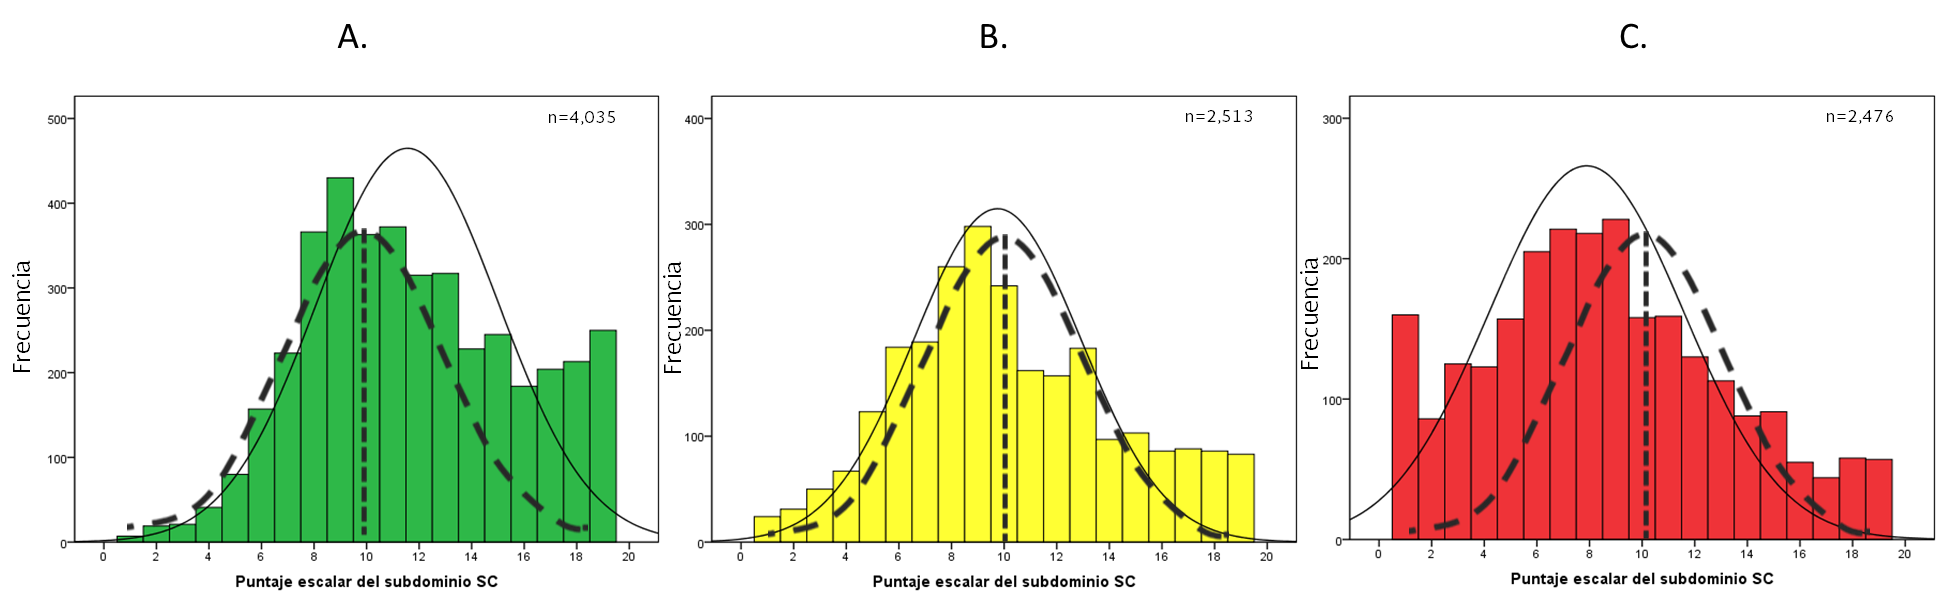 A.
B.
C.
n=4,035
n=2,513
n=2,476
Frecuencia
500
400
300
200
100
0
0 2 4 6 8 10 12 14 16 18 20
Puntaje escalar del subdominio SC
Frecuencia
400
300
200
100
0
0 2 4 6 8 10 12 14 16 18 20
Puntaje escalar del subdominio SC
Frecuencia
300
200
100
0
0 2 4 6 8 10 12 14 16 18 20
Puntaje escalar del subdominio SC